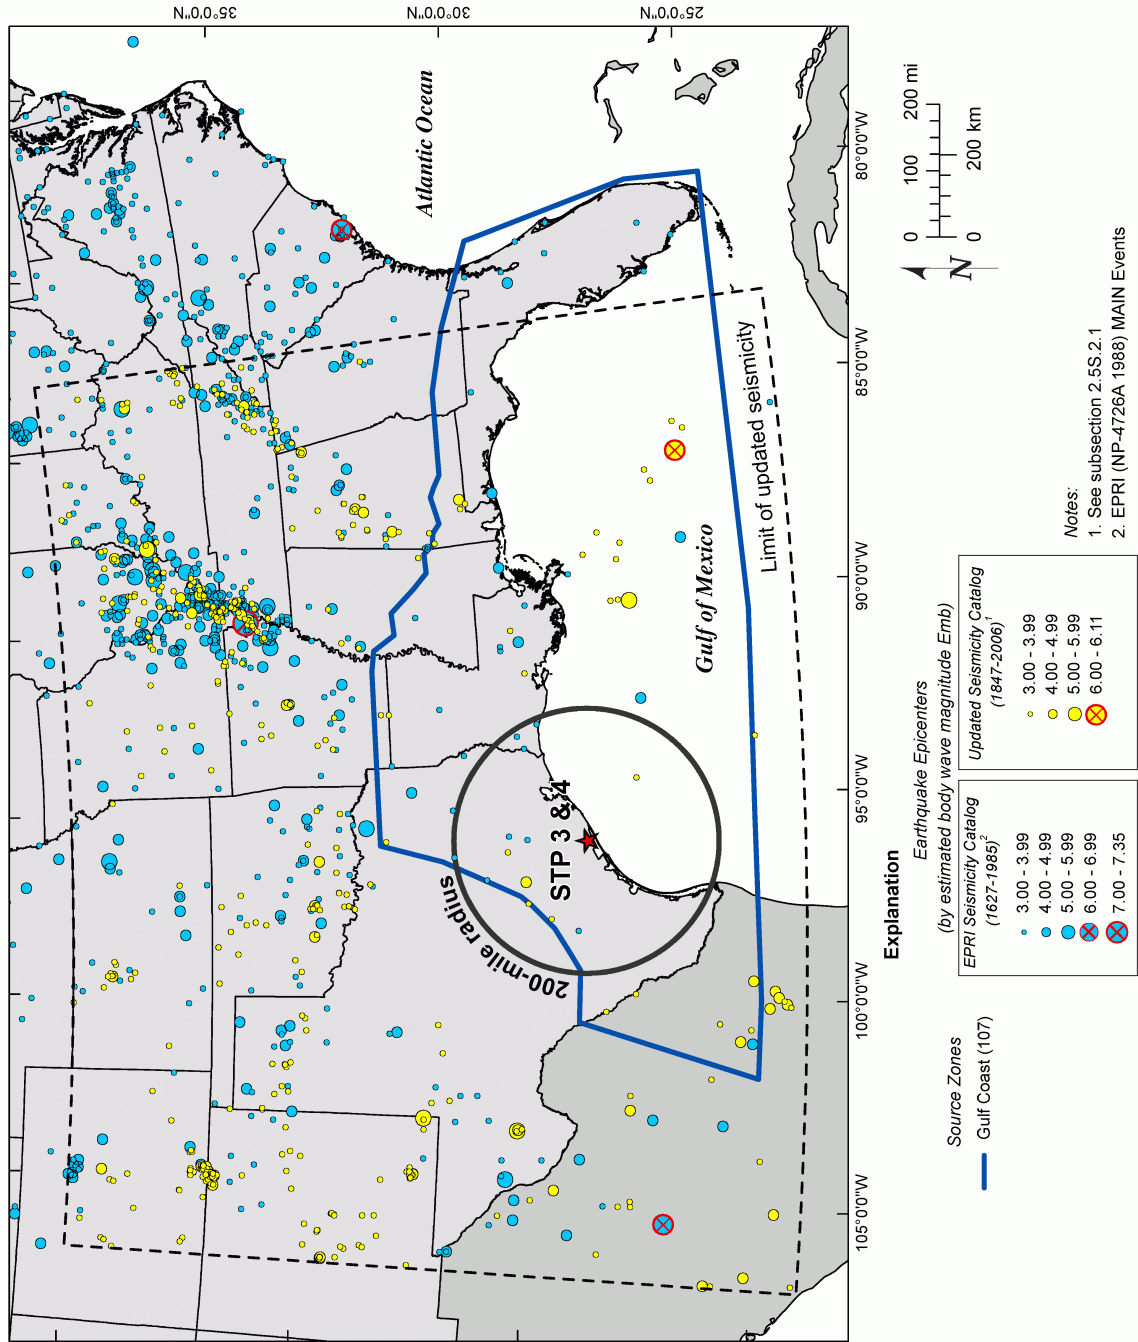 35°0'0"N
30°0'0"N
25°0'0"N
Atlantic Ocean
80°0'0"W
85°0'0"W
90°0'0"W
95°0'0"W
100°0'0"W
105°0'0"W
Gulf of Mexico
Limit of updated seismicity
STP 3 & 4
200-mile radius
0 100 200 mi
0 200 km
N
Explanation
Source Zones
Gulf Coast (107)
Earthquake Epicenters
(by estimated body wave magnitude Emb)
EPRI Seismicity Catalog
(1627-1985)2
3.00 - 3.99
4.00 - 4.99
5.00 - 5.99
6.00 - 6.99
7.00 - 7.35
Updated Seismicity Catalog
(1847-2006)1
3.00 - 3.99
4.00 - 4.99
5.00 - 5.99
6.00 - 6.11
Notes:
1. See subsection 2.5S.2.1
2. EPRI (NP-4726A 1988) MAIN Events